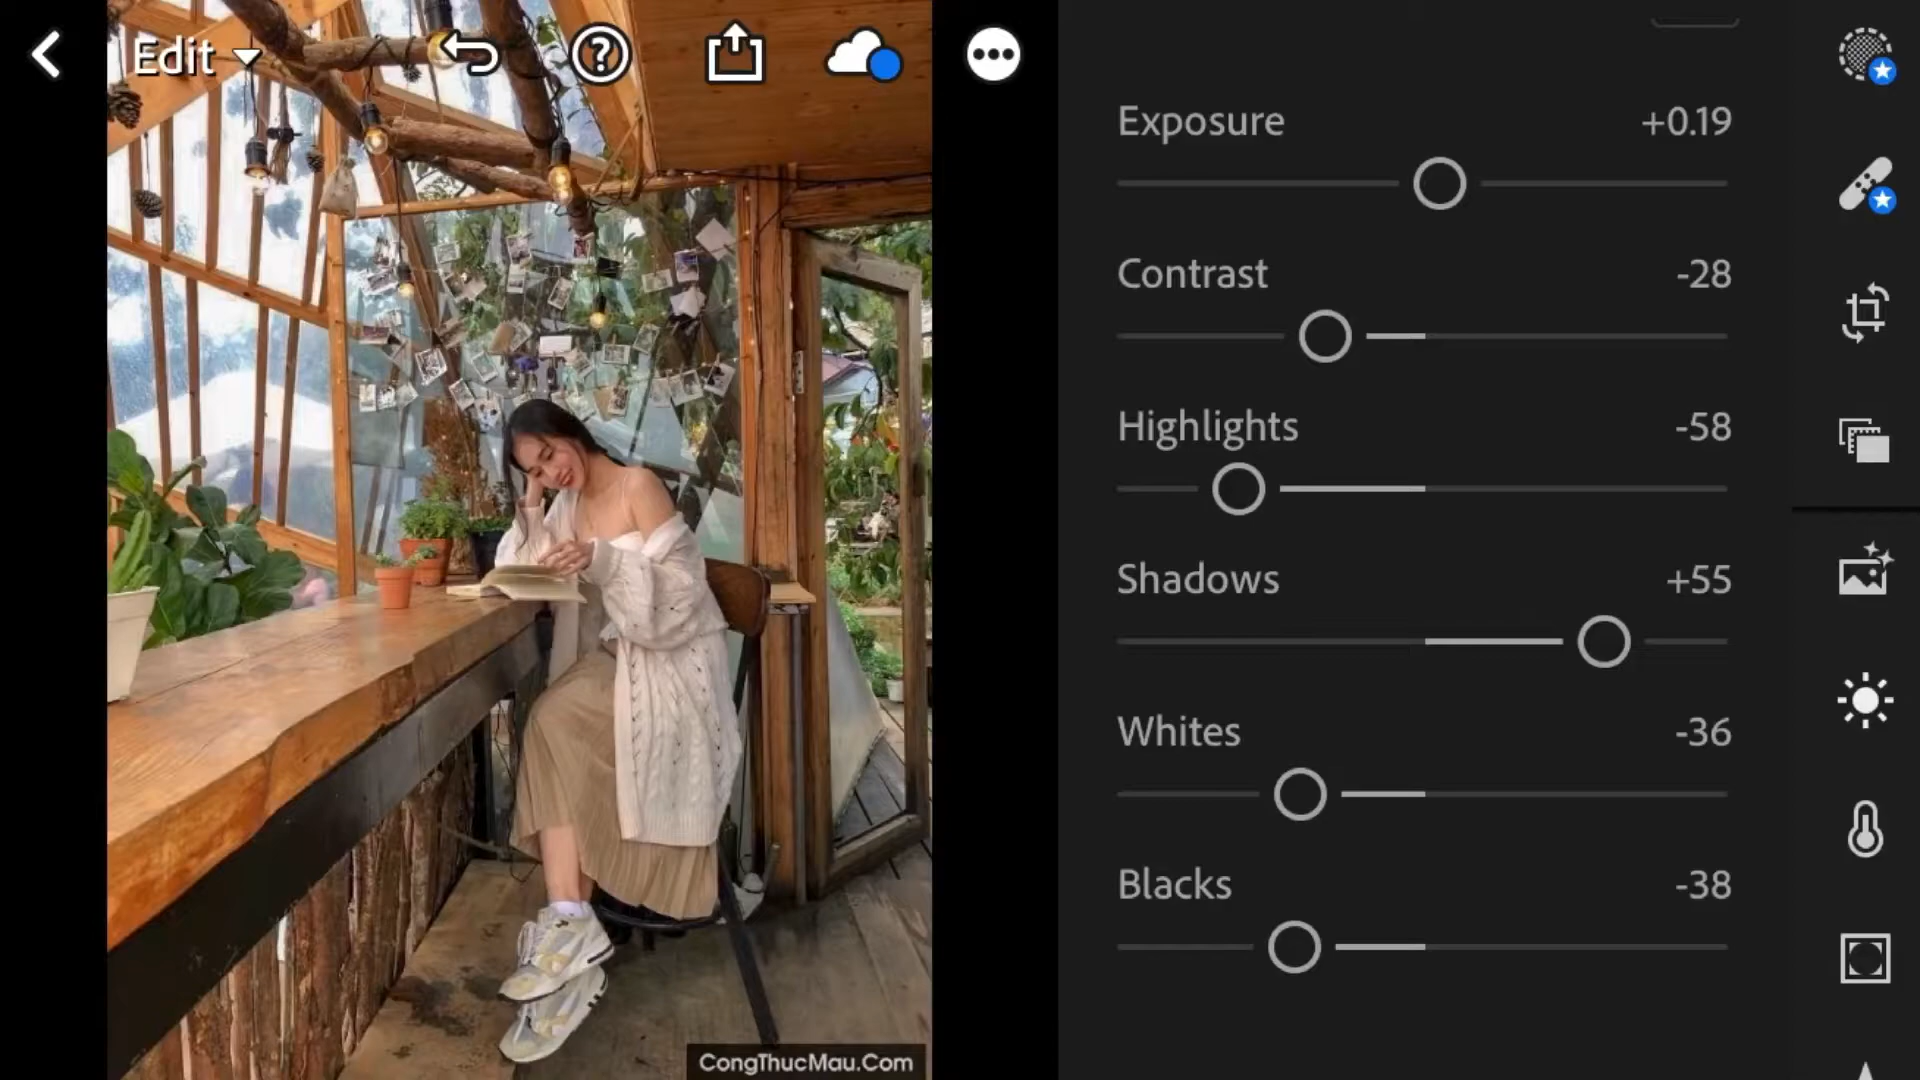 Edit
Exposure +0.19
Contrast -28
Highlights -58
Shadows +55
Whites -36
Blacks -38
CongThucMau.Com